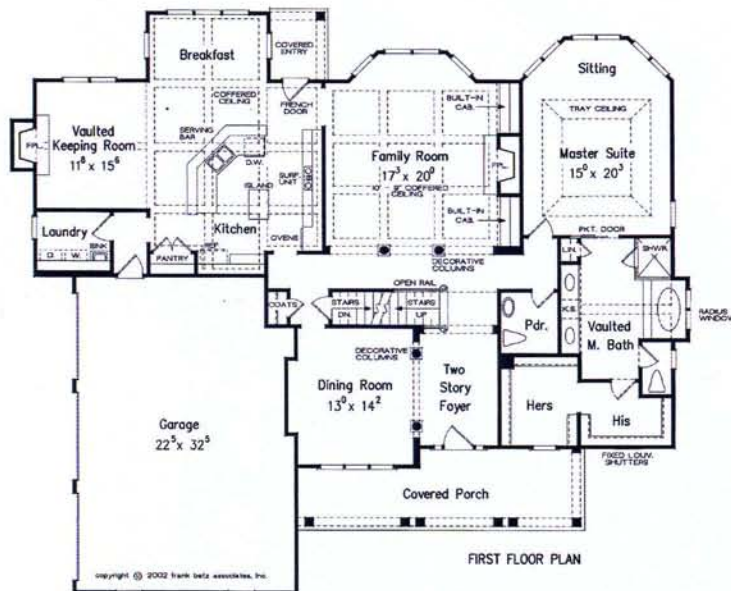 Breakfast
COVERED
ENTRY
COFFERED
CEILING
FRENCH
DOOR
Vaulted
Keeping Room
11⁶ x 15⁶
FPL.
SERVING
BAR
D.W.
SURF.
UNIT
ISLAND
Kitchen
REF.
OVENS
PANTRY
Laundry
D.
W.
SINK
BUILT-IN
CAB.
Family Room
17³ x 20⁰
COFFERED
CEILING
FPL.
BUILT-IN
CAB.
DECORATIVE
COLUMNS
Sitting
TRAY CEILING
Master Suite
15⁰ x 20³
PKT. DOOR
LIN.
SHWR.
K.S.
Vaulted
M. Bath
RADIUS
WINDOW
OPEN RAIL
COATS
STAIRS
DN.
STAIRS
UP
Pdr.
DECORATIVE
COLUMNS
Dining Room
13⁰ x 14²
Two
Story
Foyer
Hers
His
Garage
22⁵ x 32⁵
FIXED LOUV.
SHUTTERS
Covered Porch
FIRST FLOOR PLAN
copyright © 2002 frank betz associates, inc.